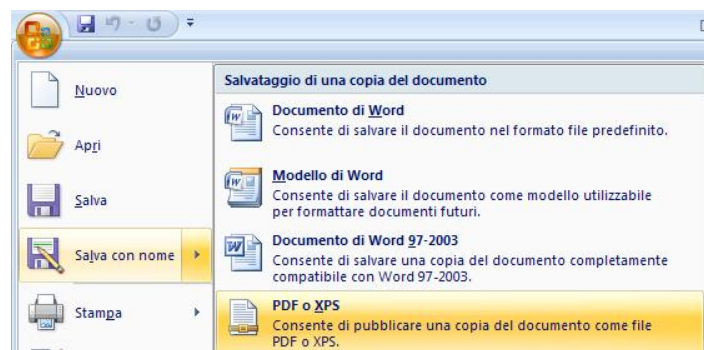 Nuovo
Apri
Salva
Salva con nome
Stampa
Salvataggio di una copia del documento
Documento di Word
Consente di salvare il documento nel formato file predefinito.
Modello di Word
Consente di salvare il documento come modello utilizzabile
per formattare documenti futuri.
Documento di Word 97-2003
Consente di salvare una copia del documento completamente
compatibile con Word 97-2003.
PDF o XPS
Consente di pubblicare una copia del documento come file
PDF o XPS.